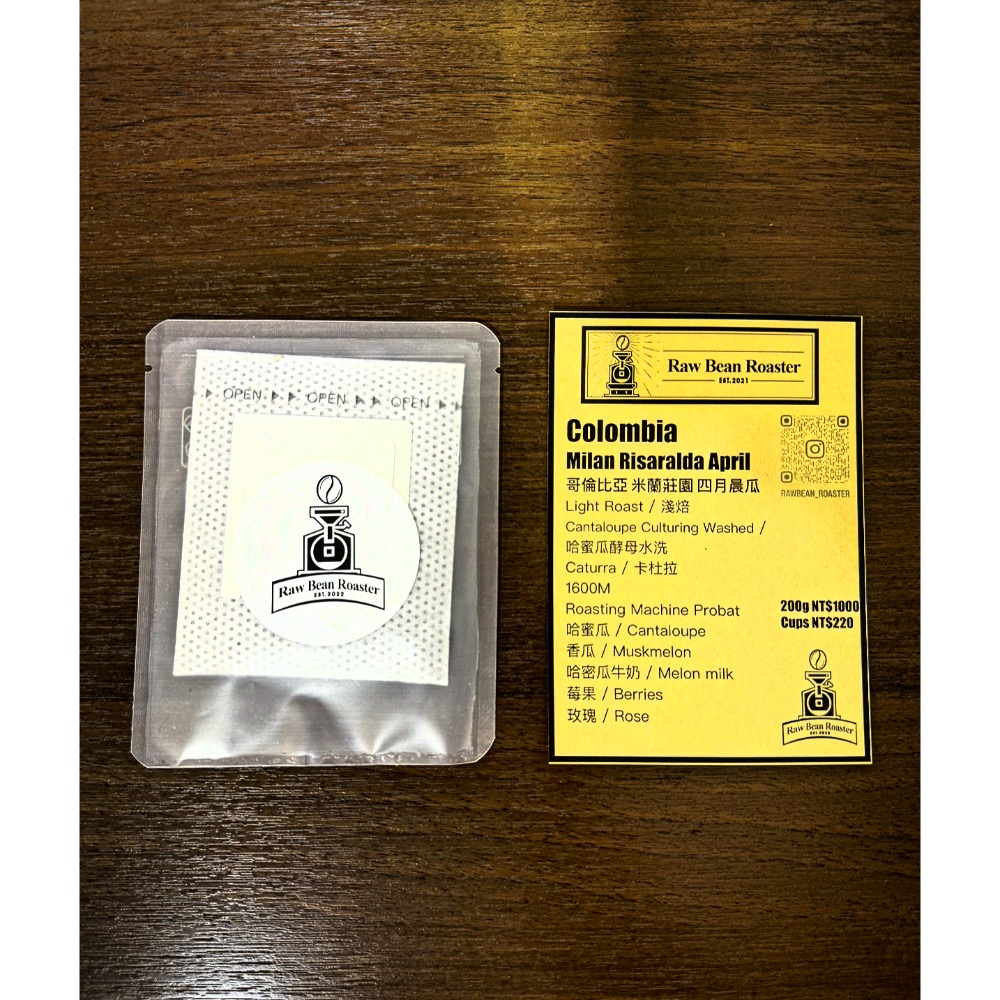 OPEN OPEN OPEN
Raw Bean Roaster
EST.2022
Raw Bean Roaster
EST.2021
Colombia
Milan Risaralda April
哥倫比亞 米蘭莊園 四月晨瓜
Light Roast / 淺焙
Cantaloupe Culturing Washed /
哈蜜瓜酵母水洗
Caturra / 卡杜拉
1600M
Roasting Machine Probat
哈蜜瓜 / Cantaloupe
香瓜 / Muskmelon
哈密瓜牛奶 / Melon milk
莓果 / Berries
玫瑰 / Rose
RAWBEAN_ROASTER
200g NT$1000
Cups NT$220
Raw Bean Roaster